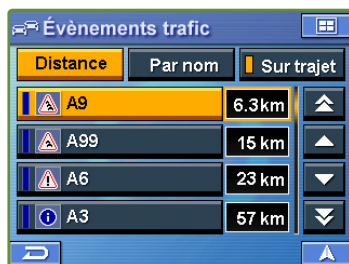 Évènements trafic
Distance Par nom Sur trajet
A9 6.3km
A99 15 km
A6 23 km
A3 57 km